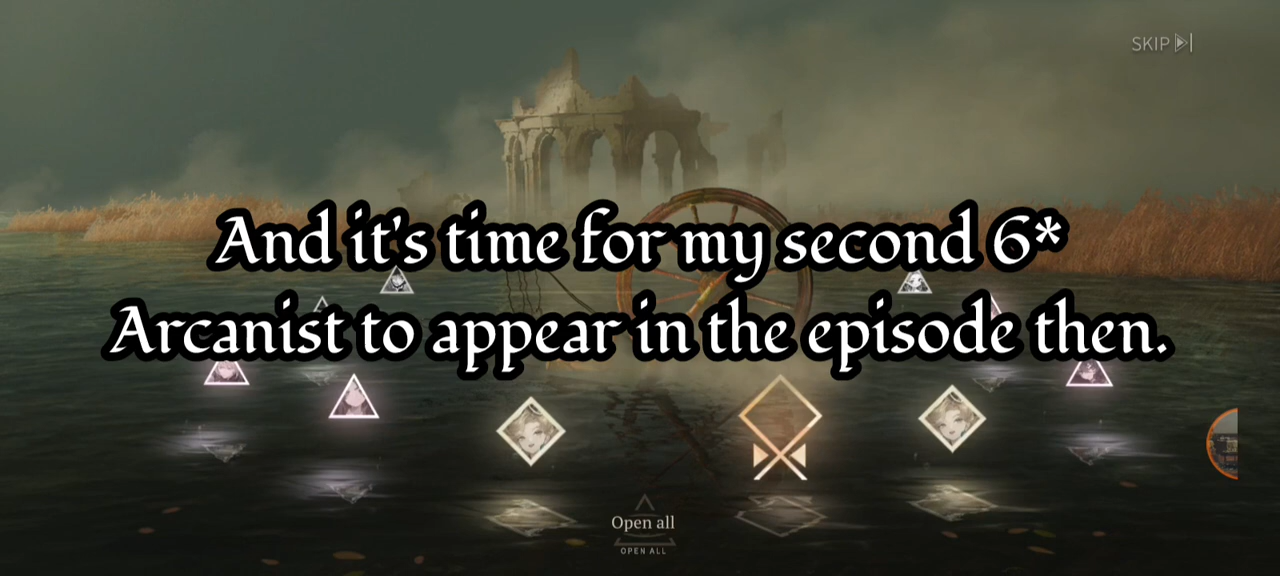 SKIP
And it's time for my second 6*
Arcanist to appear in the episode then.
Open all
OPEN ALL